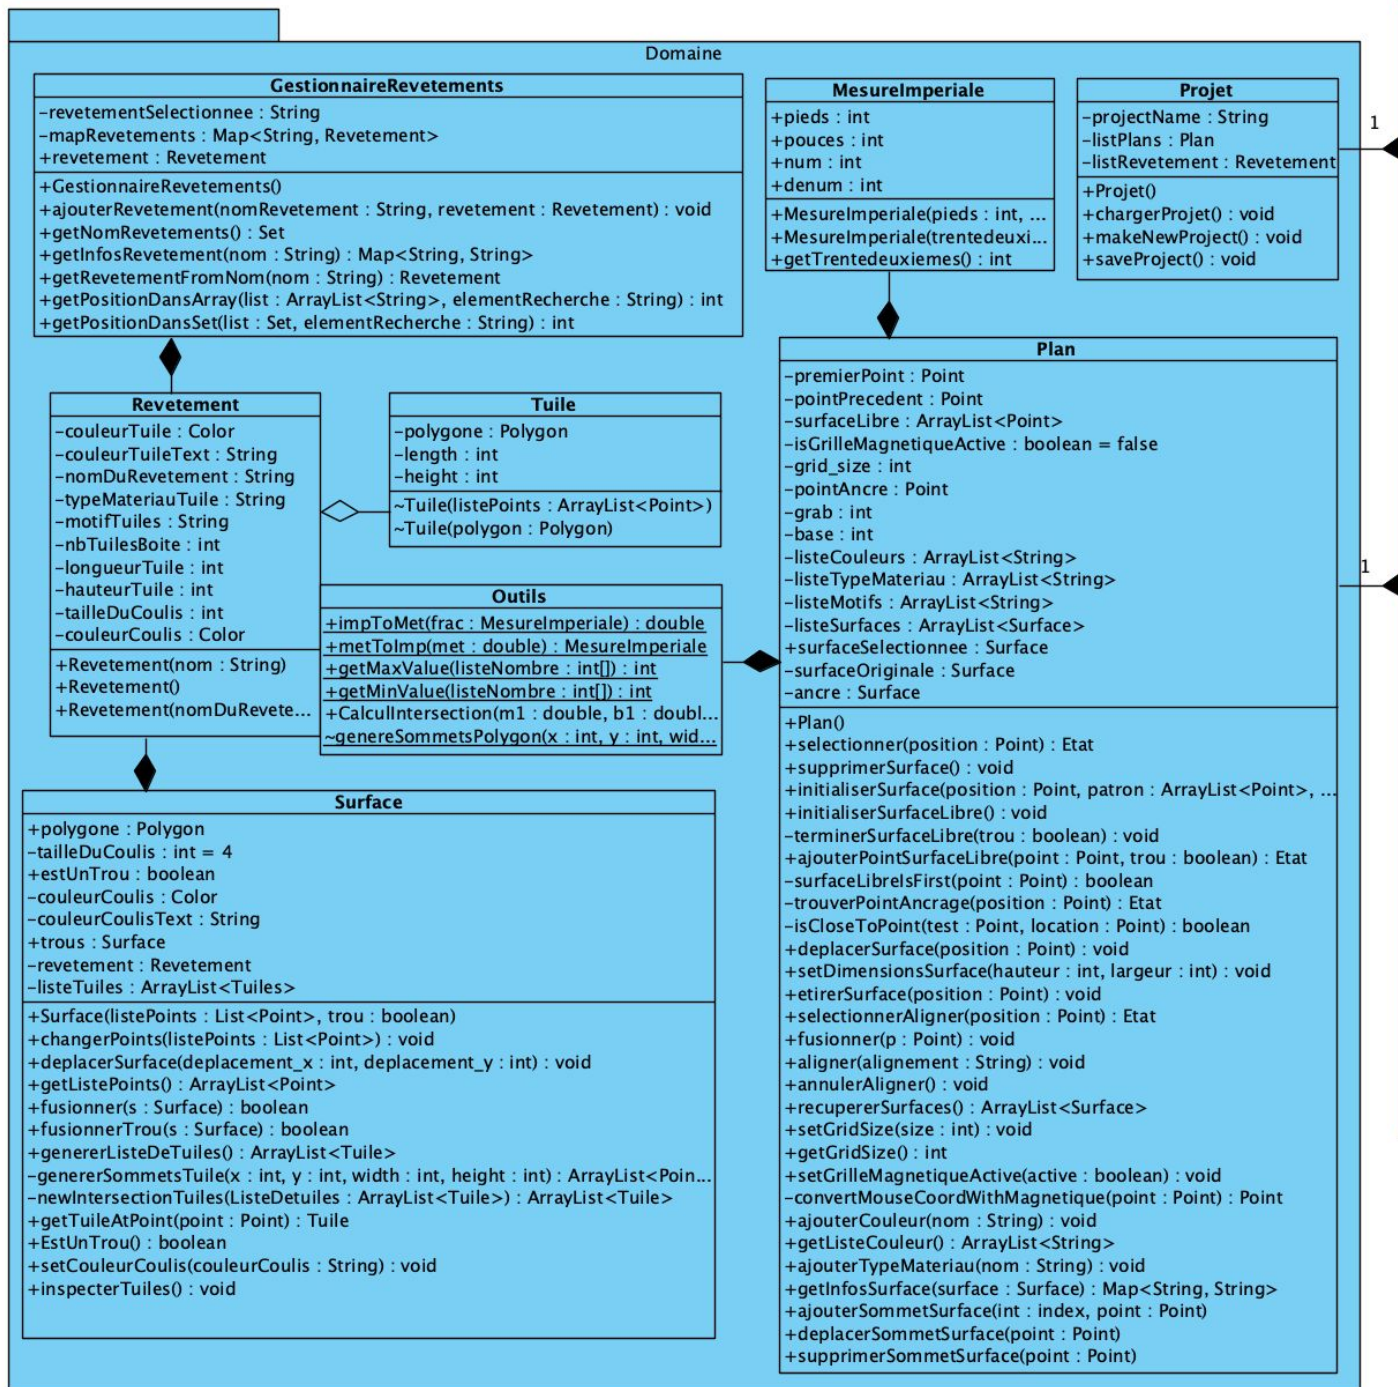 Domaine
GestionnaireRevetements
-revetementSelectionnee : String
-mapRevetements : Map<String, Revetement>
+revetement : Revetement
+GestionnaireRevetements()
+ajouterRevetement(nomRevetement : String, revetement : Revetement) : void
+getNomRevetements() : Set
+getInfosRevetement(nom : String) : Map<String, String>
+getRevetementFromNom(nom : String) : Revetement
+getPositionDansArray(list : ArrayList<String>, elementRecherche : String) : int
+getPositionDansSet(list : Set, elementRecherche : String) : int
MesureImperiale
+pieds : int
+pouces : int
+num : int
+denum : int
+MesureImperiale(pieds : int, ...
+MesureImperiale(trentedeuxi...
+getTrentedeuxiemes() : int
Projet
-projectName : String
-listPlans : Plan
-listRevetement : Revetement
+Projet()
+chargerProjet() : void
+makeNewProject() : void
+saveProject() : void
1
Revetement
-couleurTuile : Color
-couleurTuileText : String
-nomDuRevetement : String
-typeMateriauTuile : String
-motifTuiles : String
-nbTuilesBoite : int
-longueurTuile : int
-hauteurTuile : int
-tailleDuCoulis : int
-couleurCoulis : Color
+Revetement(nom : String)
+Revetement()
+Revetement(nomDuRevete...
Tuile
-polygone : Polygon
-length : int
-height : int
~Tuile(listePoints : ArrayList<Point>)
~Tuile(polygon : Polygon)
Outils
+impToMet(frac : MesureImperiale) : double
+metToImp(met : double) : MesureImperiale
+getMaxValue(listeNombre : int[]) : int
+getMinValue(listeNombre : int[]) : int
+CalculIntersection(m1 : double, b1 : doubl...
~genereSommetsPolygon(x : int, y : int, wid...
Plan
-premierPoint : Point
-pointPrecedent : Point
-surfaceLibre : ArrayList<Point>
-isGrilleMagnetiqueActive : boolean = false
-grid_size : int
-pointAncre : Point
-grab : int
-base : int
-listeCouleurs : ArrayList<String>
-listeTypeMateriau : ArrayList<String>
-listeMotifs : ArrayList<String>
-listeSurfaces : ArrayList<Surface>
+surfaceSelectionnee : Surface
-surfaceOriginale : Surface
-ancre : Surface
+Plan()
+selectionner(position : Point) : Etat
+supprimerSurface() : void
+initialiserSurface(position : Point, patron : ArrayList<Point>, ...
+initialiserSurfaceLibre() : void
-terminerSurfaceLibre(trou : boolean) : void
+ajouterPointSurfaceLibre(point : Point, trou : boolean) : Etat
-surfaceLibreIsFirst(point : Point) : boolean
-trouverPointAncrage(position : Point) : Etat
-isCloseToPoint(test : Point, location : Point) : boolean
+deplacerSurface(position : Point) : void
+setDimensionsSurface(hauteur : int, largeur : int) : void
+etirerSurface(position : Point) : void
+selectionnerAligner(position : Point) : Etat
+fusionner(p : Point) : void
+aligner(alignement : String) : void
+annulerAligner() : void
+recupererSurfaces() : ArrayList<Surface>
+setGridSize(size : int) : void
+getGridSize() : int
+setGrilleMagnetiqueActive(active : boolean) : void
-convertMouseCoordWithMagnetique(point : Point) : Point
+ajouterCouleur(nom : String) : void
+getListeCouleur() : ArrayList<String>
+ajouterTypeMateriau(nom : String) : void
+getInfosSurface(surface : Surface) : Map<String, String>
+ajouterSommetSurface(int : index, point : Point)
+deplacerSommetSurface(point : Point)
+supprimerSommetSurface(point : Point)
1
Surface
+polygone : Polygon
-tailleDuCoulis : int = 4
+estUnTrou : boolean
-couleurCoulis : Color
-couleurCoulisText : String
+trous : Surface
-revetement : Revetement
-listeTuiles : ArrayList<Tuiles>
+Surface(listePoints : List<Point>, trou : boolean)
+changerPoints(listePoints : List<Point>) : void
+deplacerSurface(deplacement_x : int, deplacement_y : int) : void
+getListePoints() : ArrayList<Point>
+fusionner(s : Surface) : boolean
+fusionnerTrou(s : Surface) : boolean
+genererListeDeTuiles() : ArrayList<Tuile>
-genererSommetsTuile(x : int, y : int, width : int, height : int) : ArrayList<Poin...
-newIntersectionTuiles(ListeDetuiles : ArrayList<Tuile>) : ArrayList<Tuile>
+getTuileAtPoint(point : Point) : Tuile
+EstUnTrou() : boolean
+setCouleurCoulis(couleurCoulis : String) : void
+inspecterTuiles() : void